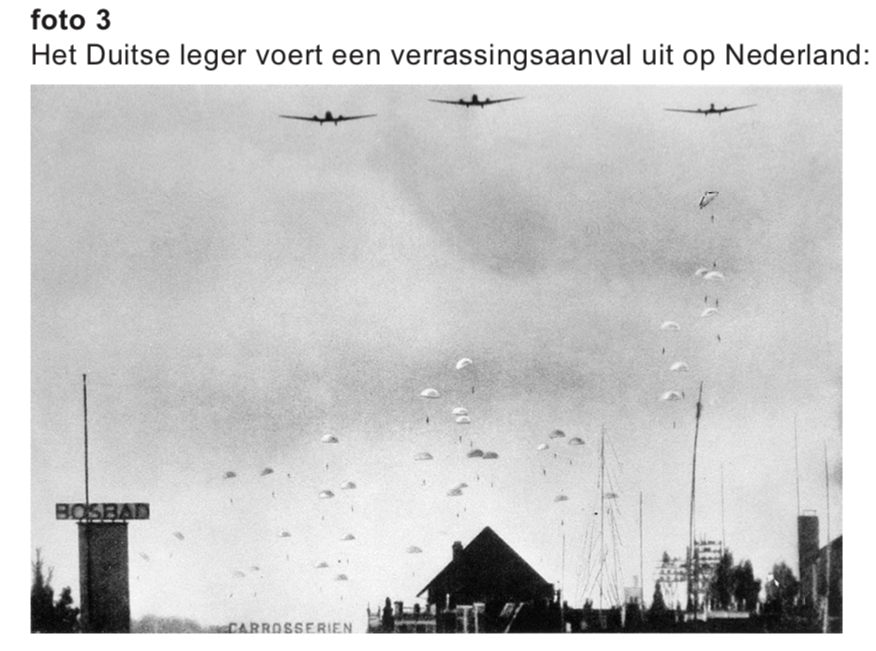 foto 3
Het Duitse leger voert een verrassingsaanval uit op Nederland:
BOSBAD
CARROSSERIEN